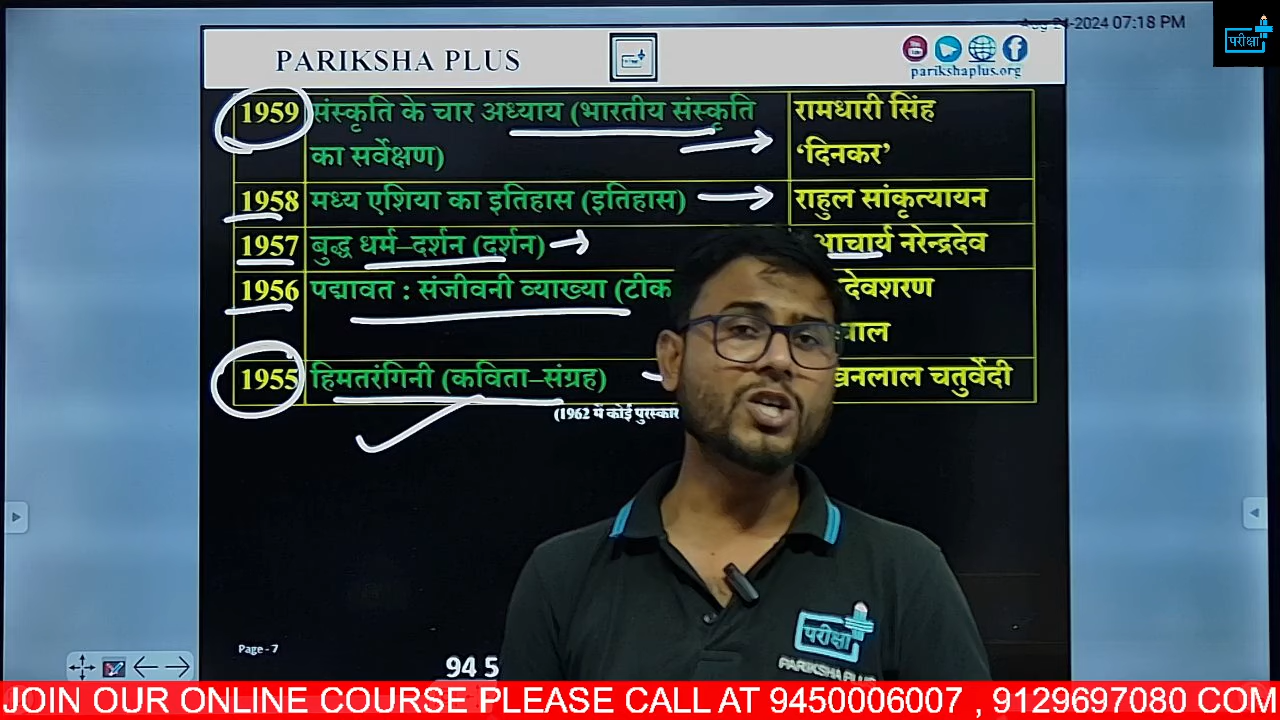 Aug 24-2024 07:18 PM
परीक्षा
PARIKSHA PLUS
parikshaplus.org
1959 संस्कृति के चार अध्याय (भारतीय संस्कृति का सर्वेक्षण) रामधारी सिंह ‘दिनकर’
1958 मध्य एशिया का इतिहास (इतिहास) राहुल सांकृत्यायन
1957 बुद्ध धर्म–दर्शन (दर्शन) आचार्य नरेन्द्रदेव
1956 पद्मावत : संजीवनी व्याख्या (टीक देवशरण
1955 हिमतरंगिनी (कविता–संग्रह) खनलाल चतुर्वेदी
(1962 में कोई पुरस्कार
परीक्षा
PARIKSHA PLUS
Page - 7
94 5
JOIN OUR ONLINE COURSE PLEASE CALL AT 9450006007 , 9129697080 COM